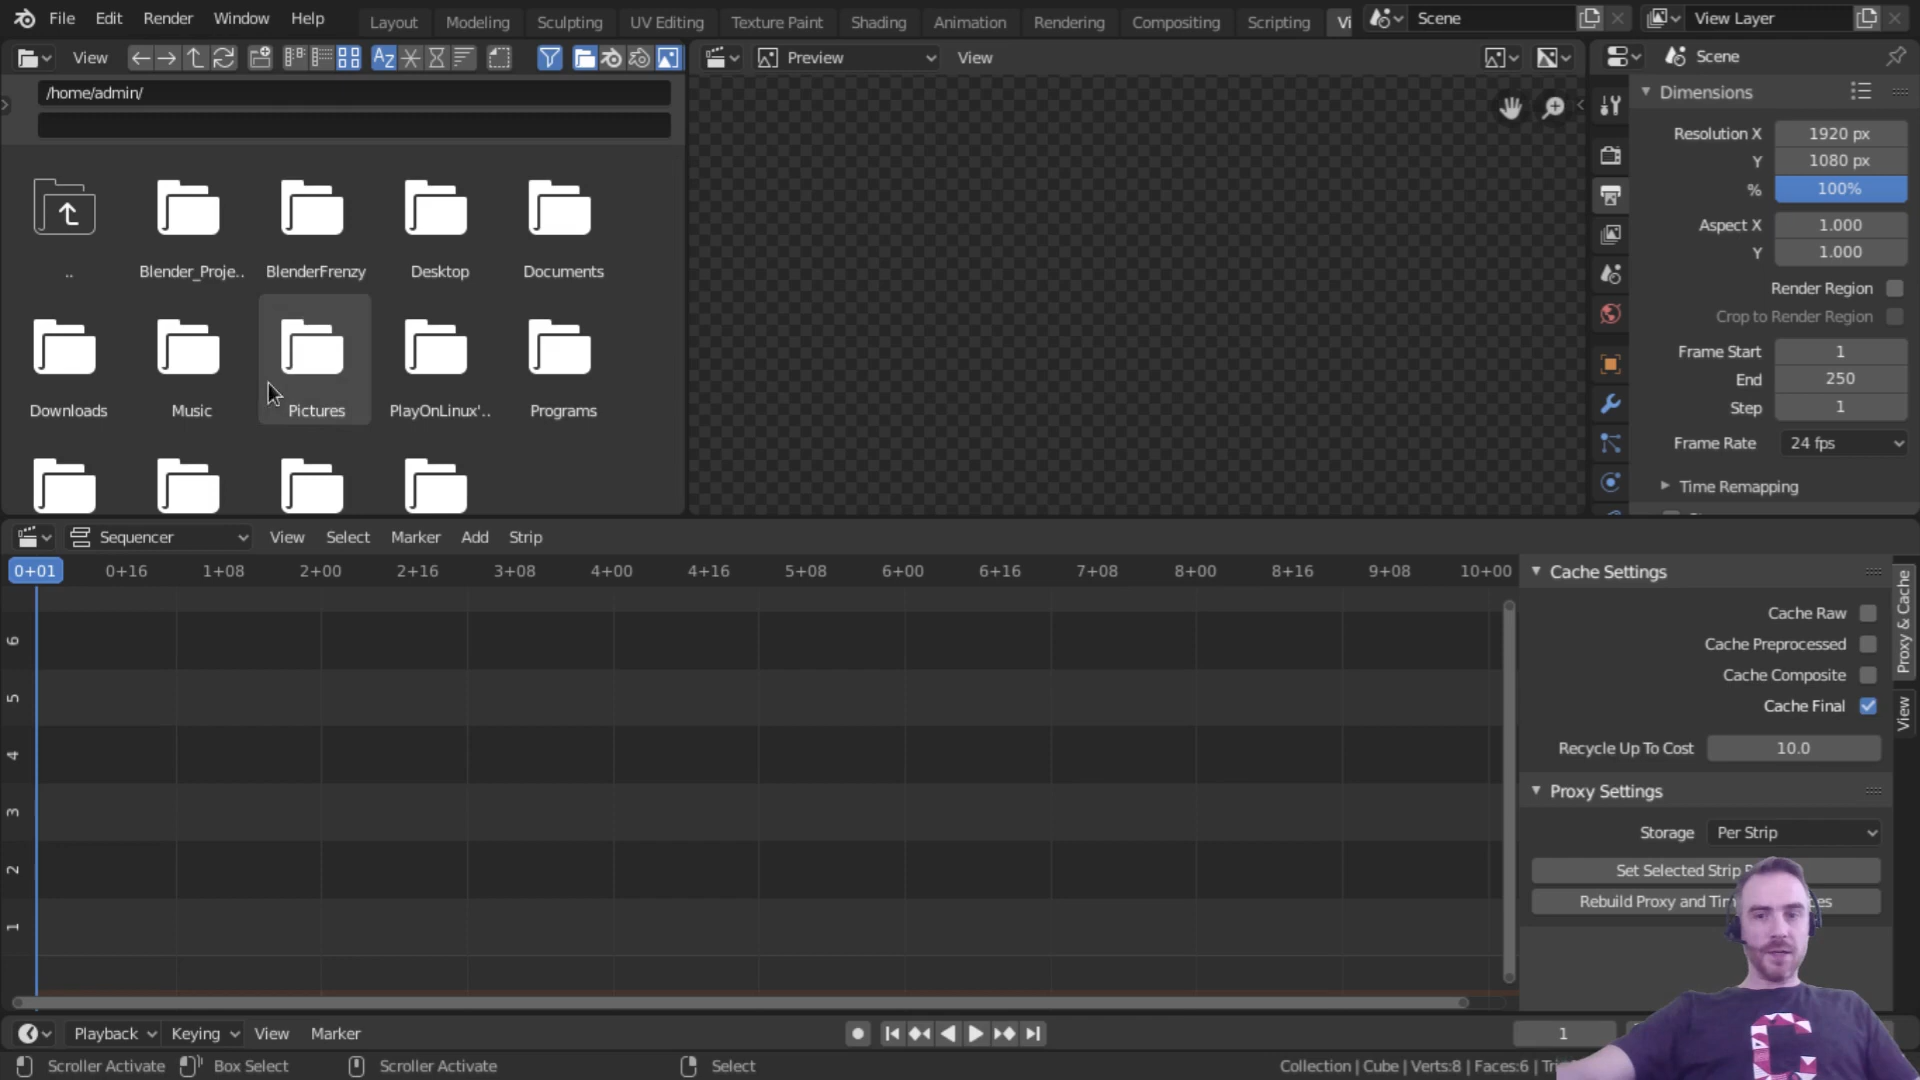 File Edit Render Window Help
Layout Modeling Sculpting UV Editing Texture Paint Shading Animation Rendering Compositing Scripting Vi
Scene
View Layer
View
Preview
View
Scene
/home/admin/
..
Blender_Proje..
BlenderFrenzy
Desktop
Documents
Downloads
Music
Pictures
PlayOnLinux'..
Programs
Dimensions
Resolution X 1920 px
Y 1080 px
% 100%
Aspect X 1.000
Y 1.000
Render Region
Crop to Render Region
Frame Start 1
End 250
Step 1
Frame Rate 24 fps
Time Remapping
Sequencer View Select Marker Add Strip
0+01 0+16 1+08 2+00 2+16 3+08 4+00 4+16 5+08 6+00 6+16 7+08 8+00 8+16 9+08 10+00
6
5
4
3
2
1
Cache Settings
Cache Raw
Cache Preprocessed
Cache Composite
Cache Final
Recycle Up To Cost 10.0
Proxy Settings
Storage Per Strip
Set Selected Strip
Rebuild Proxy and
Proxy & Cache
View
Playback Keying View Marker
1
Scroller Activate Box Select Scroller Activate Select
Collection | Cube | Verts:8 | Faces:6 |
C